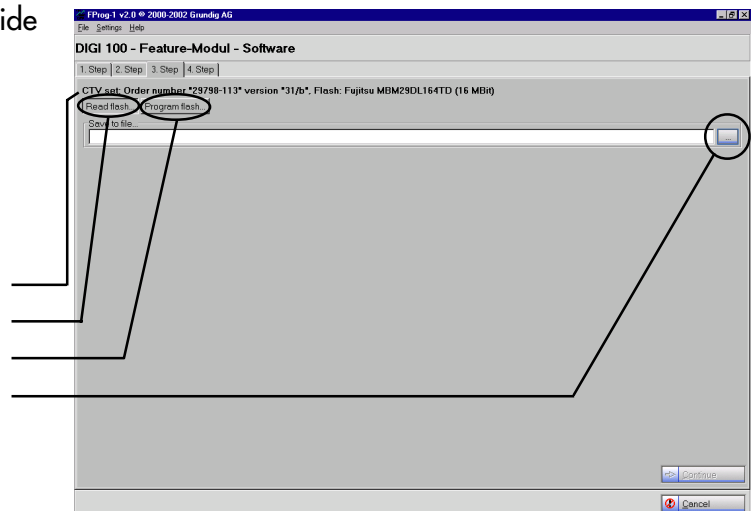 ide
FProg-1 v2.0 © 2000-2002 Grundig AG
File Settings Help
DIGI 100 - Feature-Modul - Software
1. Step 2. Step 3. Step 4. Step
CTV set: Order number "29798-113" version "31/b", Flash: Fujitsu MBM29DL164TD (16 MBit)
Read flash... Program flash...
Save to file...
...
Continue
Cancel